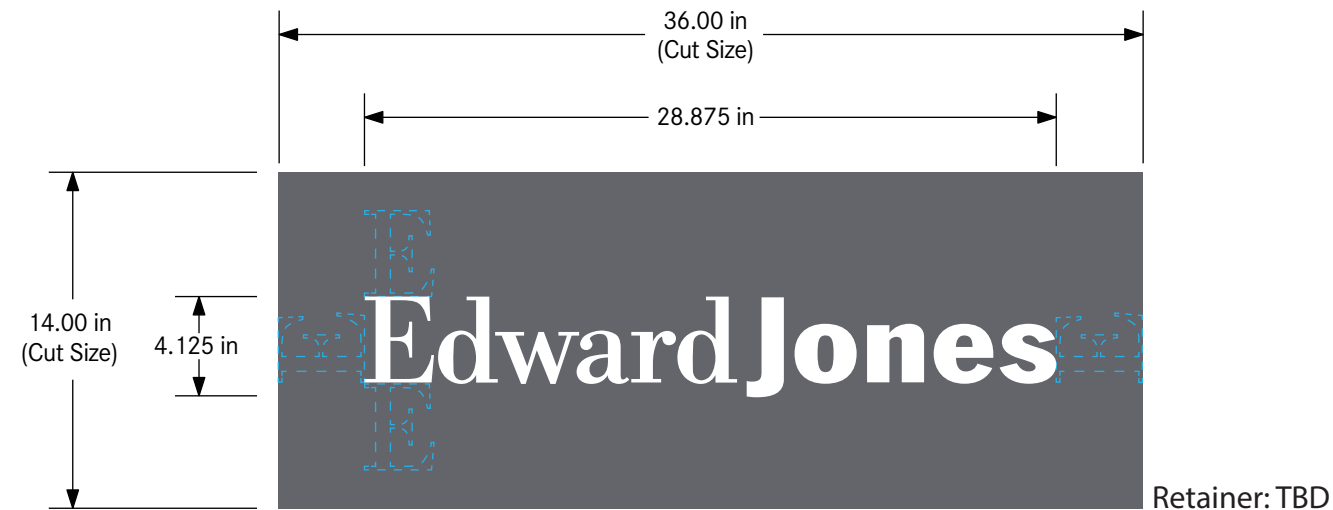 36.00 in
(Cut Size)
28.875 in
14.00 in
(Cut Size)
4.125 in
E
E
E
Edward Jones
E
E
Retainer: TBD